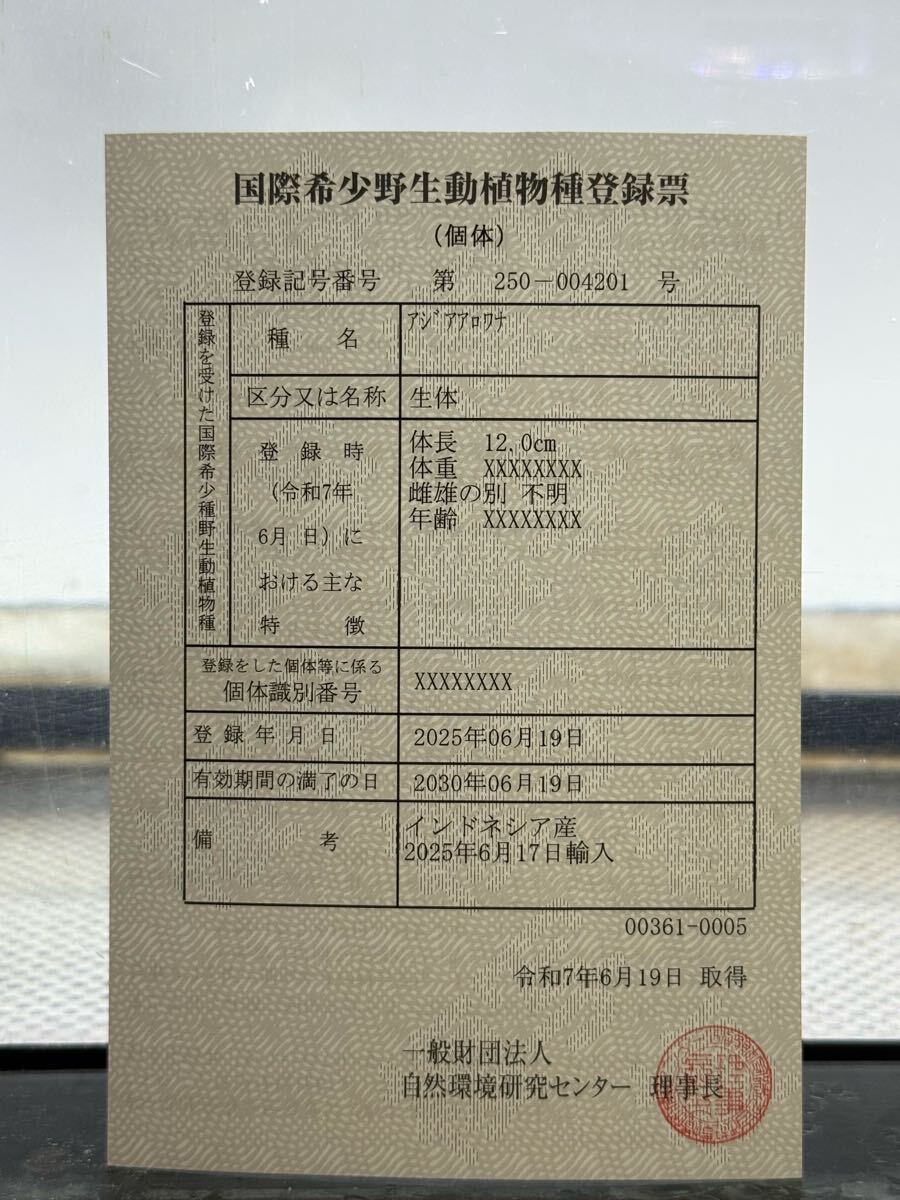 国際希少野生動植物種登録票
（個体）
登録記号番号 第 250－004201 号
登録を受けた国際希少種野生動植物種
種 名
ｱｼﾞｱｱﾛﾜﾅ
区分又は名称
生体
登 録 時
（令和7年
6月 日）に
おける主な
特 徴
体長 12.0cm
体重 XXXXXXXX
雌雄の別 不明
年齢 XXXXXXXX
登録をした個体等に係る
個体識別番号
XXXXXXXX
登 録 年 月 日
2025年06月19日
有効期間の満了の日
2030年06月19日
備 考
インドネシア産
2025年6月17日輸入
00361-0005
令和7年6月19日 取得
一般財団法人
自然環境研究センター 理事長